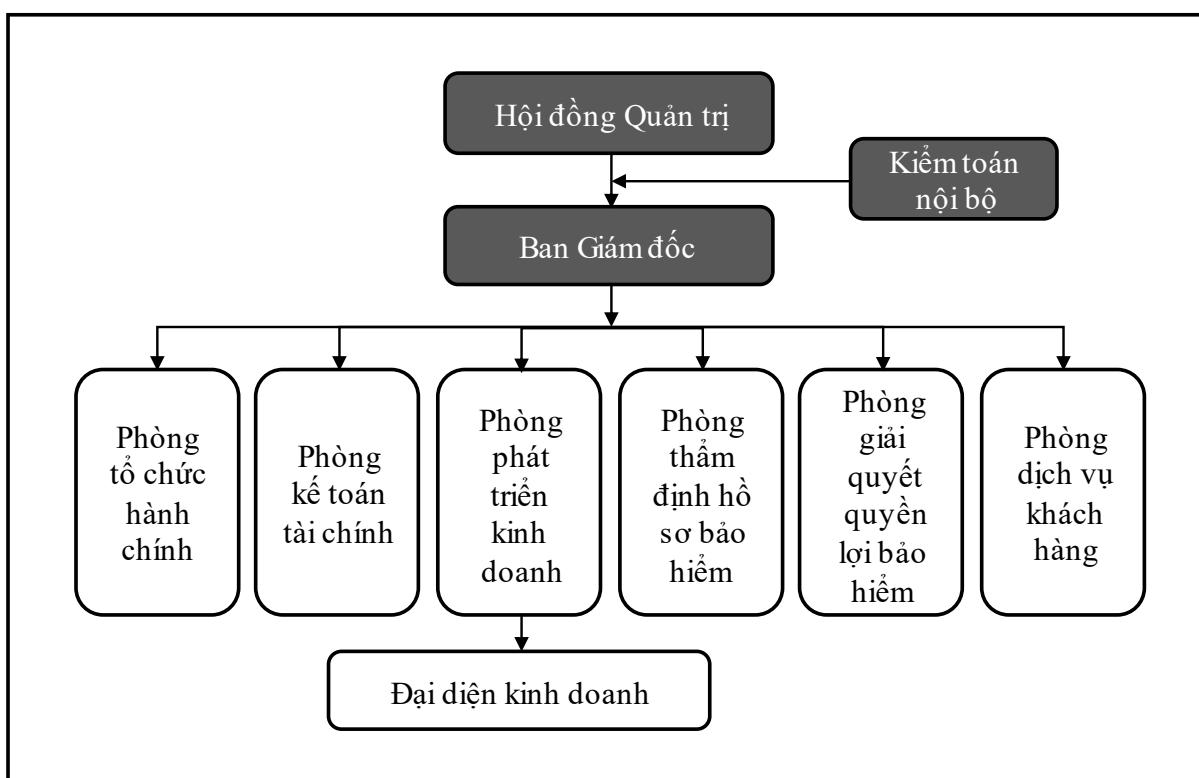 Hội đồng Quản trị
Kiểm toán
nội bộ
Ban Giám đốc
Phòng
tổ chức
hành
chính
Phòng
kế toán
tài chính
Phòng
phát
triển
kinh
doanh
Phòng
thẩm
định hồ
sơ bảo
hiểm
Phòng
giải
quyết
quyền
lợi bảo
hiểm
Phòng
dịch vụ
khách
hàng
Đại diện kinh doanh